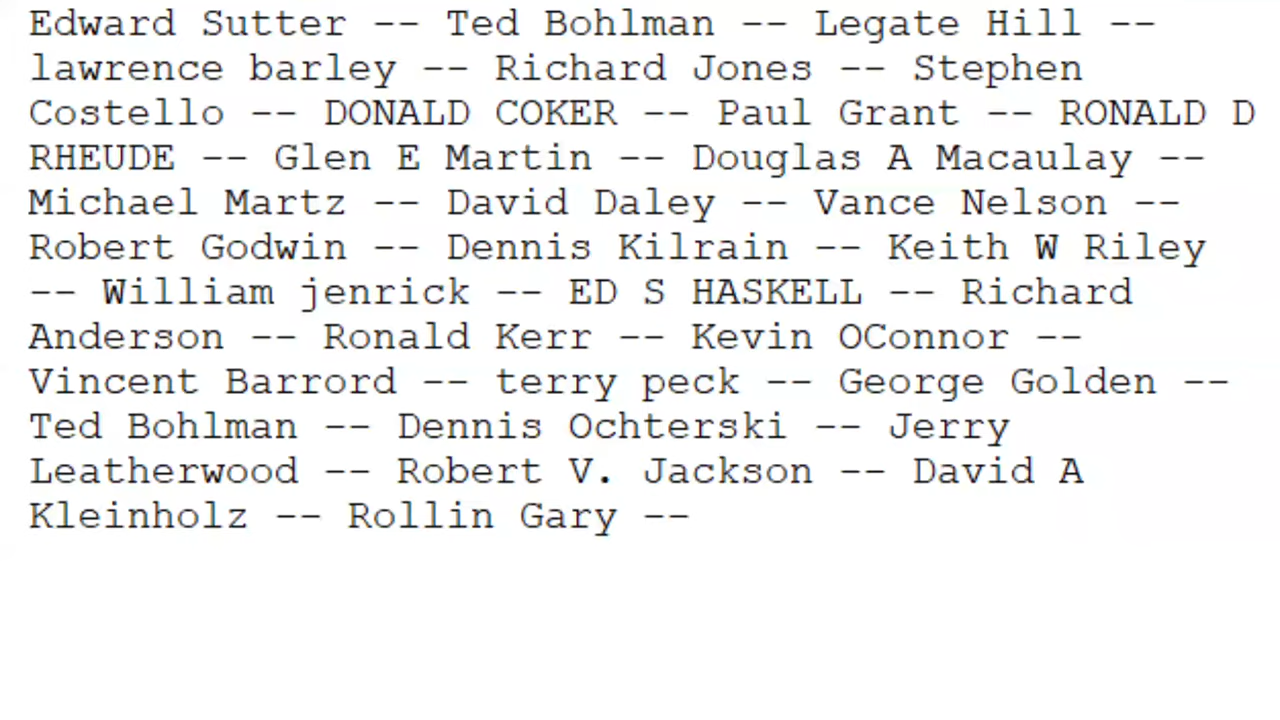 Edward Sutter -- Ted Bohlman -- Legate Hill --
lawrence barley -- Richard Jones -- Stephen
Costello -- DONALD COKER -- Paul Grant -- RONALD D
RHEUDE -- Glen E Martin -- Douglas A Macaulay --
Michael Martz -- David Daley -- Vance Nelson --
Robert Godwin -- Dennis Kilrain -- Keith W Riley
-- William jenrick -- ED S HASKELL -- Richard
Anderson -- Ronald Kerr -- Kevin OConnor --
Vincent Barrord -- terry peck -- George Golden --
Ted Bohlman -- Dennis Ochterski -- Jerry
Leatherwood -- Robert V. Jackson -- David A
Kleinholz -- Rollin Gary --